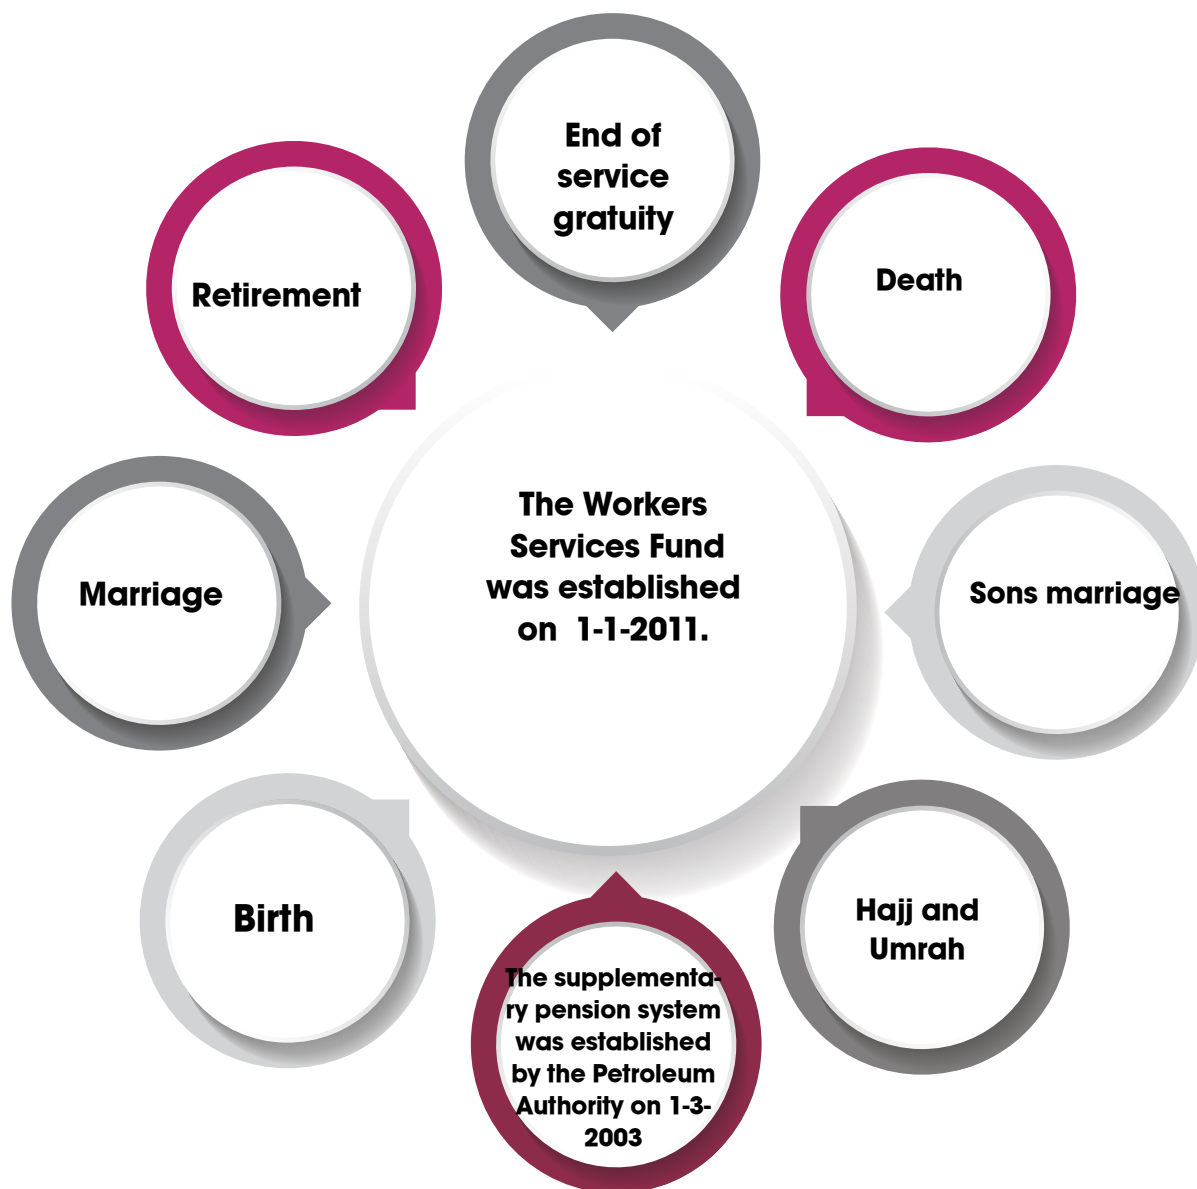 End of
service
gratuity
Retirement
Death
The Workers
Services Fund
was established
on 1-1-2011.
Marriage
Sons marriage
Birth
Hajj and
Umrah
The supplementa-
ry pension system
was established
by the Petroleum
Authority on 1-3-
2003